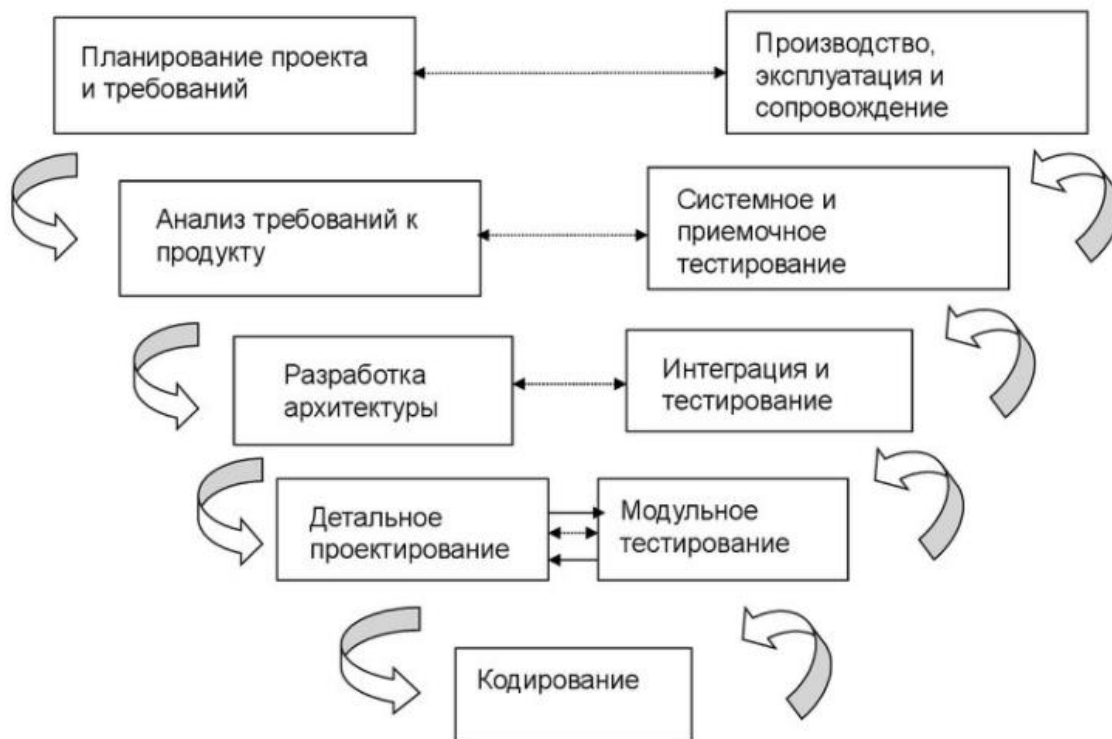 Планирование проекта
и требований
Производство,
эксплуатация и
сопровождение
Анализ требований к
продукту
Системное и
приемочное
тестирование
Разработка
архитектуры
Интеграция и
тестирование
Детальное
проектирование
Модульное
тестирование
Кодирование